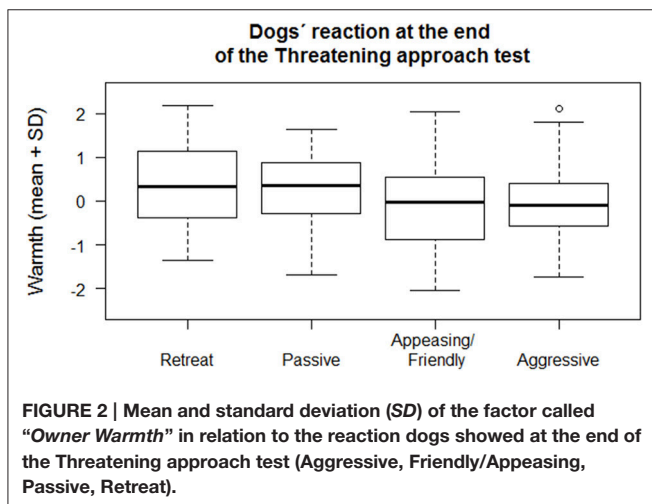 Dogs´ reaction at the end
of the Threatening approach test
Warmth (mean + SD)
2
1
0
-1
-2
Retreat
Passive
Appeasing/
Friendly
Aggressive
FIGURE 2 | Mean and standard deviation (SD) of the factor called
“Owner Warmth” in relation to the reaction dogs showed at the end of
the Threatening approach test (Aggressive, Friendly/Appeasing,
Passive, Retreat).